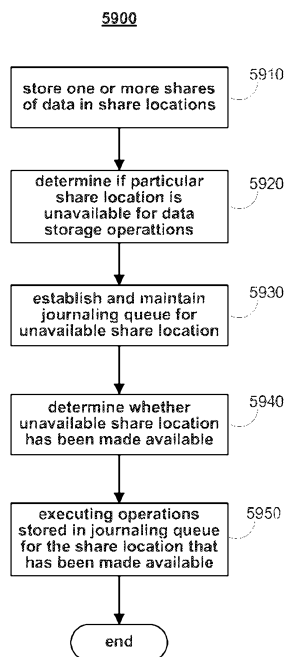 5900
store one or more shares
of data in share locations
5910
determine if particular
share location is
unavailable for data
storage operattions
5920
establish and maintain
journaling queue for
unavailable share location
5930
determine whether
unavailable share location
has been made available
5940
executing operations
stored in journaling queue
for the share location that
has been made available
5950
end